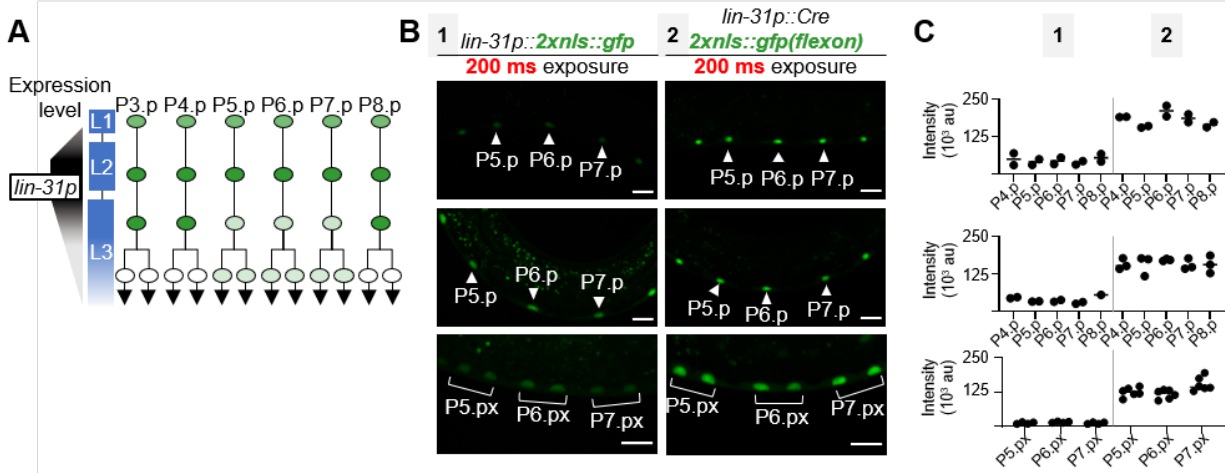 A
Expression
level
P3.p P4.p P5.p P6.p P7.p P8.p
L1
L2
lin-31p
L3
B
1
lin-31p::2xnls::gfp
200 ms exposure
2
lin-31p::Cre
2xnls::gfp(flexon)
200 ms exposure
P5.p
P6.p
P7.p
P5.p
P6.p
P7.p
P5.p
P6.p
P7.p
P5.p
P6.p
P7.p
P5.px
P6.px
P7.px
P5.px
P6.px
P7.px
C
1
2
Intensity
(10³ au)
250
125
P4.p P5.p P6.p P7.p P8.p P4.p P5.p P6.p P7.p P8.p
Intensity
(10³ au)
250
125
P4.p P5.p P6.p P7.p P8.p P4.p P5.p P6.p P7.p P8.p
Intensity
(10³ au)
250
125
P5.px P6.px P7.px P5.px P6.px P7.px